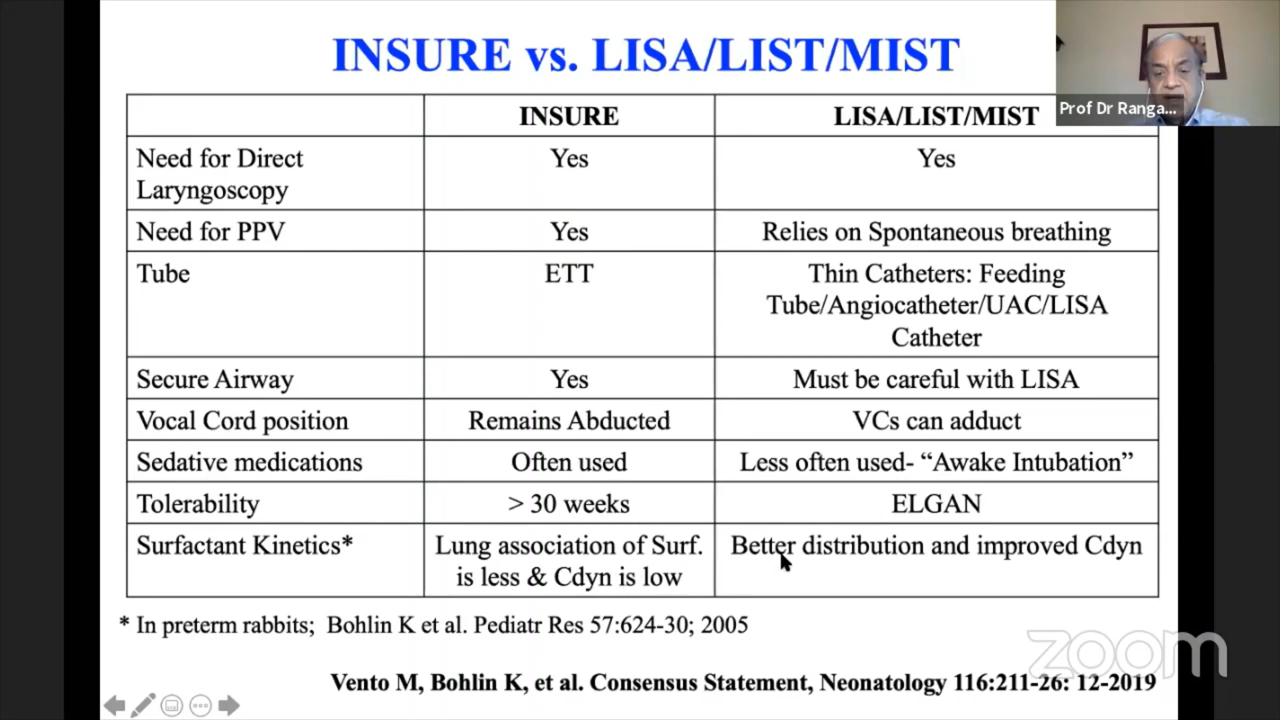 INSURE vs. LISA/LIST/MIST
Prof Dr Ranga...
INSURE LISA/LIST/MIST
Need for Direct Yes Yes
Laryngoscopy
Need for PPV Yes Relies on Spontaneous breathing
Tube ETT Thin Catheters: Feeding
Tube/Angiocatheter/UAC/LISA
Catheter
Secure Airway Yes Must be careful with LISA
Vocal Cord position Remains Abducted VCs can adduct
Sedative medications Often used Less often used- “Awake Intubation”
Tolerability > 30 weeks ELGAN
Surfactant Kinetics* Lung association of Surf. Better distribution and improved Cdyn
is less & Cdyn is low
* In preterm rabbits; Bohlin K et al. Pediatr Res 57:624-30; 2005
zoom
Vento M, Bohlin K, et al. Consensus Statement, Neonatology 116:211-26: 12-2019